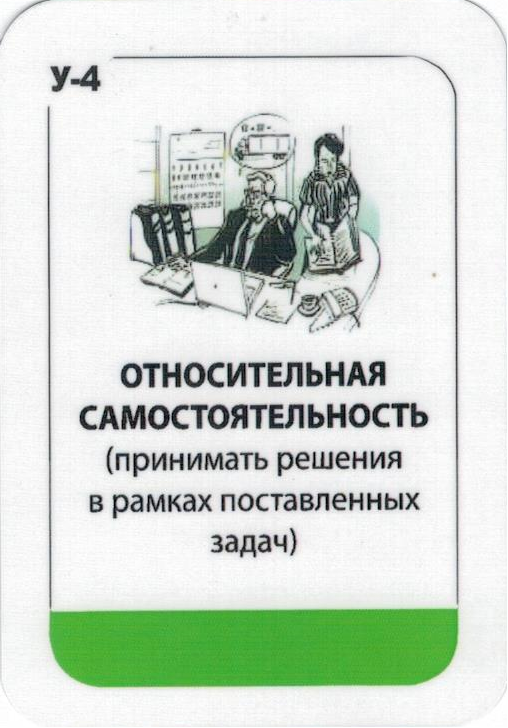 У-4
ОТНОСИТЕЛЬНАЯ
САМОСТОЯТЕЛЬНОСТЬ
(принимать решения
в рамках поставленных
задач)